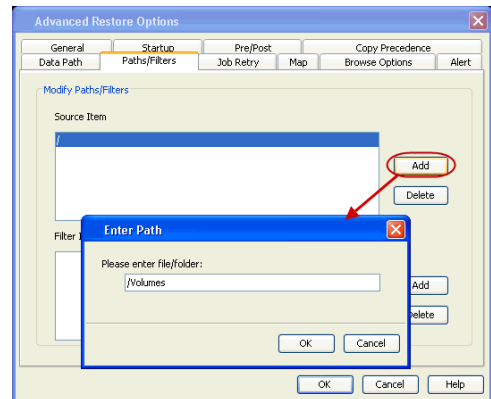 Advanced Restore Options
General Startup Pre/Post Copy Precedence
Data Path Paths/Filters Job Retry Map Browse Options Alert
Modify Paths/Filters
Source Item
/
Add
Delete
Filter
Enter Path
Please enter file/folder:
/Volumes
Add
Delete
OK Cancel
OK Cancel Help